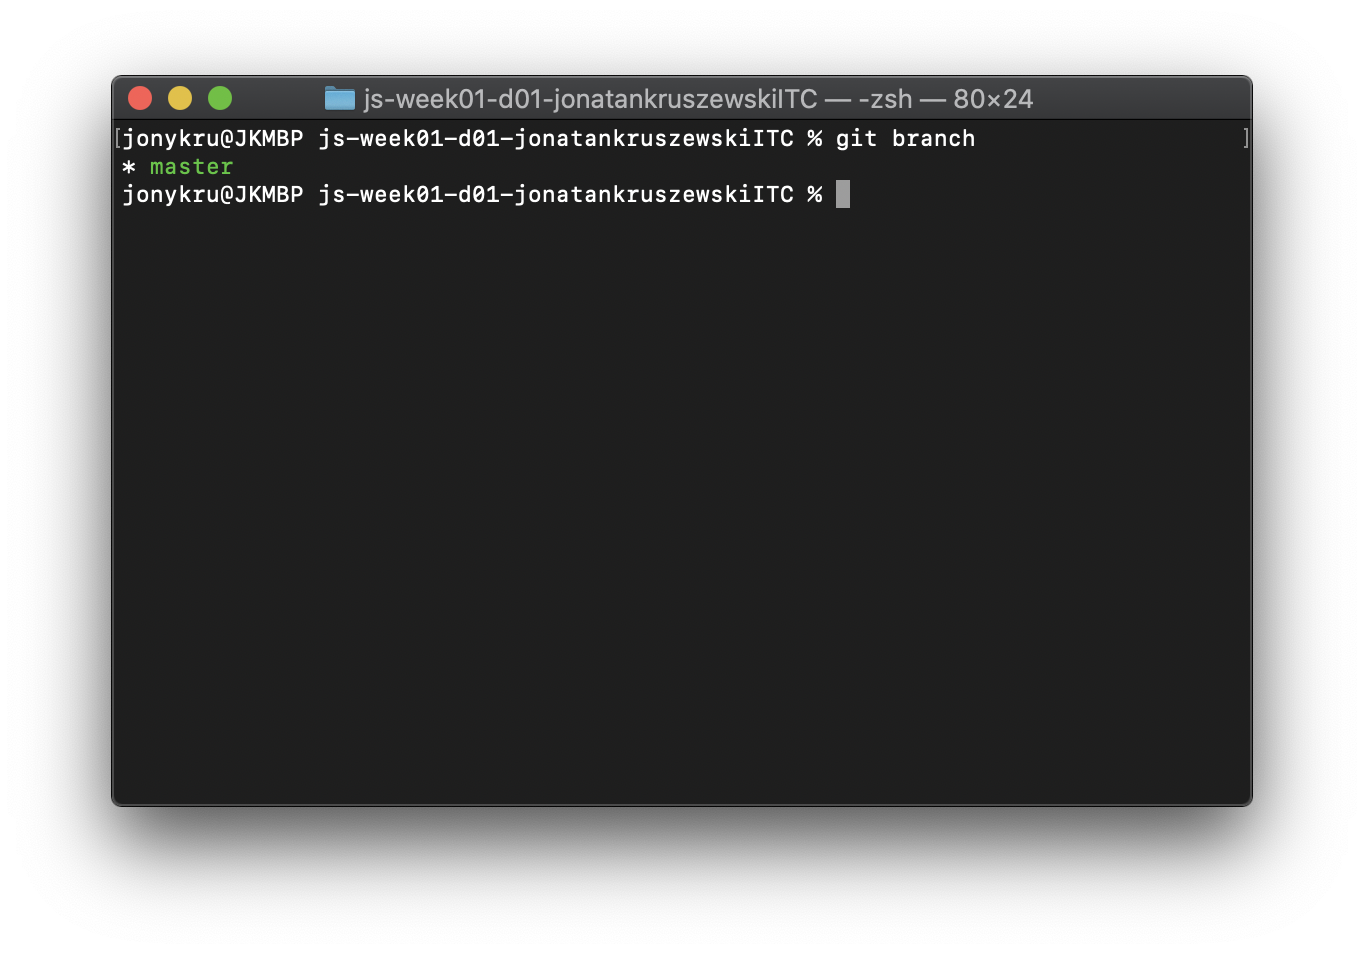 js-week01-d01-jonatankruszewskiITC — -zsh — 80×24
[jonykru@JKMBP js-week01-d01-jonatankruszewskiITC % git branch ]
* master
jonykru@JKMBP js-week01-d01-jonatankruszewskiITC %